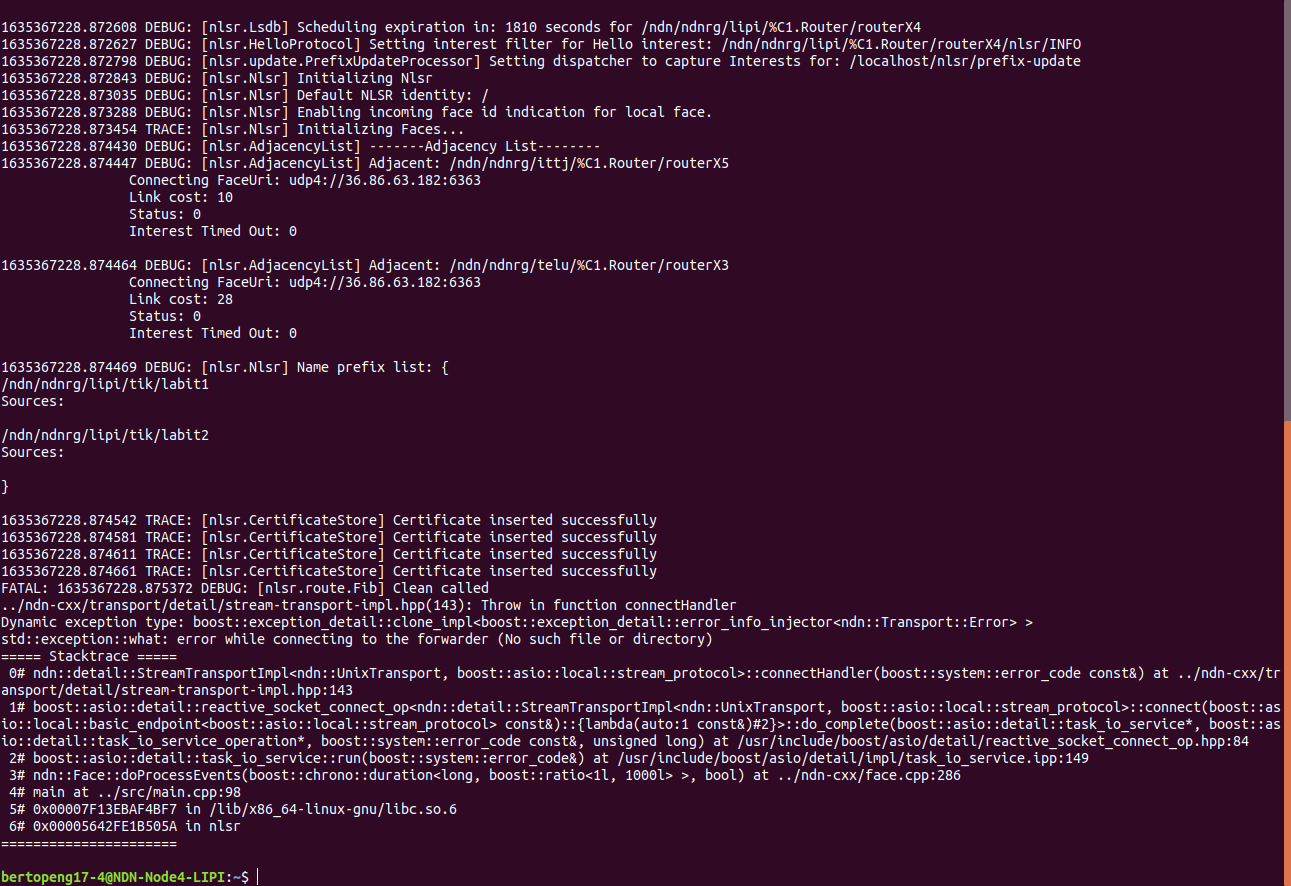 1635367228.872608 DEBUG: [nlsr.Lsdb] Scheduling expiration in: 1810 seconds for /ndn/ndnrg/lipi/%C1.Router/routerX4
1635367228.872627 DEBUG: [nlsr.HelloProtocol] Setting interest filter for Hello interest: /ndn/ndnrg/lipi/%C1.Router/routerX4/nlsr/INFO
1635367228.872798 DEBUG: [nlsr.update.PrefixUpdateProcessor] Setting dispatcher to capture Interests for: /localhost/nlsr/prefix-update
1635367228.872843 DEBUG: [nlsr.Nlsr] Initializing Nlsr
1635367228.873035 DEBUG: [nlsr.Nlsr] Default NLSR identity: /
1635367228.873288 DEBUG: [nlsr.Nlsr] Enabling incoming face id indication for local face.
1635367228.873454 TRACE: [nlsr.Nlsr] Initializing Faces...
1635367228.874430 DEBUG: [nlsr.AdjacencyList] -------Adjacency List--------
1635367228.874447 DEBUG: [nlsr.AdjacencyList] Adjacent: /ndn/ndnrg/ittj/%C1.Router/routerX5
Connecting FaceUri: udp4://36.86.63.182:6363
Link cost: 10
Status: 0
Interest Timed Out: 0
1635367228.874464 DEBUG: [nlsr.AdjacencyList] Adjacent: /ndn/ndnrg/telu/%C1.Router/routerX3
Connecting FaceUri: udp4://36.86.63.182:6363
Link cost: 28
Status: 0
Interest Timed Out: 0
1635367228.874469 DEBUG: [nlsr.Nlsr] Name prefix list: {
/ndn/ndnrg/lipi/tik/labit1
Sources:
/ndn/ndnrg/lipi/tik/labit2
Sources:
}
1635367228.874542 TRACE: [nlsr.CertificateStore] Certificate inserted successfully
1635367228.874581 TRACE: [nlsr.CertificateStore] Certificate inserted successfully
1635367228.874611 TRACE: [nlsr.CertificateStore] Certificate inserted successfully
1635367228.874661 TRACE: [nlsr.CertificateStore] Certificate inserted successfully
FATAL: 1635367228.875372 DEBUG: [nlsr.route.Fib] Clean called
../ndn-cxx/transport/detail/stream-transport-impl.hpp(143): Throw in function connectHandler
Dynamic exception type: boost::exception_detail::clone_impl<boost::exception_detail::error_info_injector<ndn::Transport::Error> >
std::exception::what: error while connecting to the forwarder (No such file or directory)
===== Stacktrace =====
0# ndn::detail::StreamTransportImpl<ndn::UnixTransport, boost::asio::local::stream_protocol>::connectHandler(boost::system::error_code const&) at ../ndn-cxx/tr
ansport/detail/stream-transport-impl.hpp:143
1# boost::asio::detail::reactive_socket_connect_op<ndn::detail::StreamTransportImpl<ndn::UnixTransport, boost::asio::local::stream_protocol>::connect(boost::as
io::local::basic_endpoint<boost::asio::local::stream_protocol> const&)::{lambda(auto:1 const&)#2}>::do_complete(boost::asio::detail::task_io_service*, boost::as
io::detail::task_io_service_operation*, boost::system::error_code const&, unsigned long) at /usr/include/boost/asio/detail/reactive_socket_connect_op.hpp:84
2# boost::asio::detail::task_io_service::run(boost::system::error_code&) at /usr/include/boost/asio/detail/impl/task_io_service.ipp:149
3# ndn::Face::doProcessEvents(boost::chrono::duration<long, boost::ratio<1l, 1000l> >, bool) at ../ndn-cxx/face.cpp:286
4# main at ../src/main.cpp:98
5# 0x00007F13EBAF4BF7 in /lib/x86_64-linux-gnu/libc.so.6
6# 0x00005642FE1B505A in nlsr
======================
bertopeng17-4@NDN-Node4-LIPI:~$